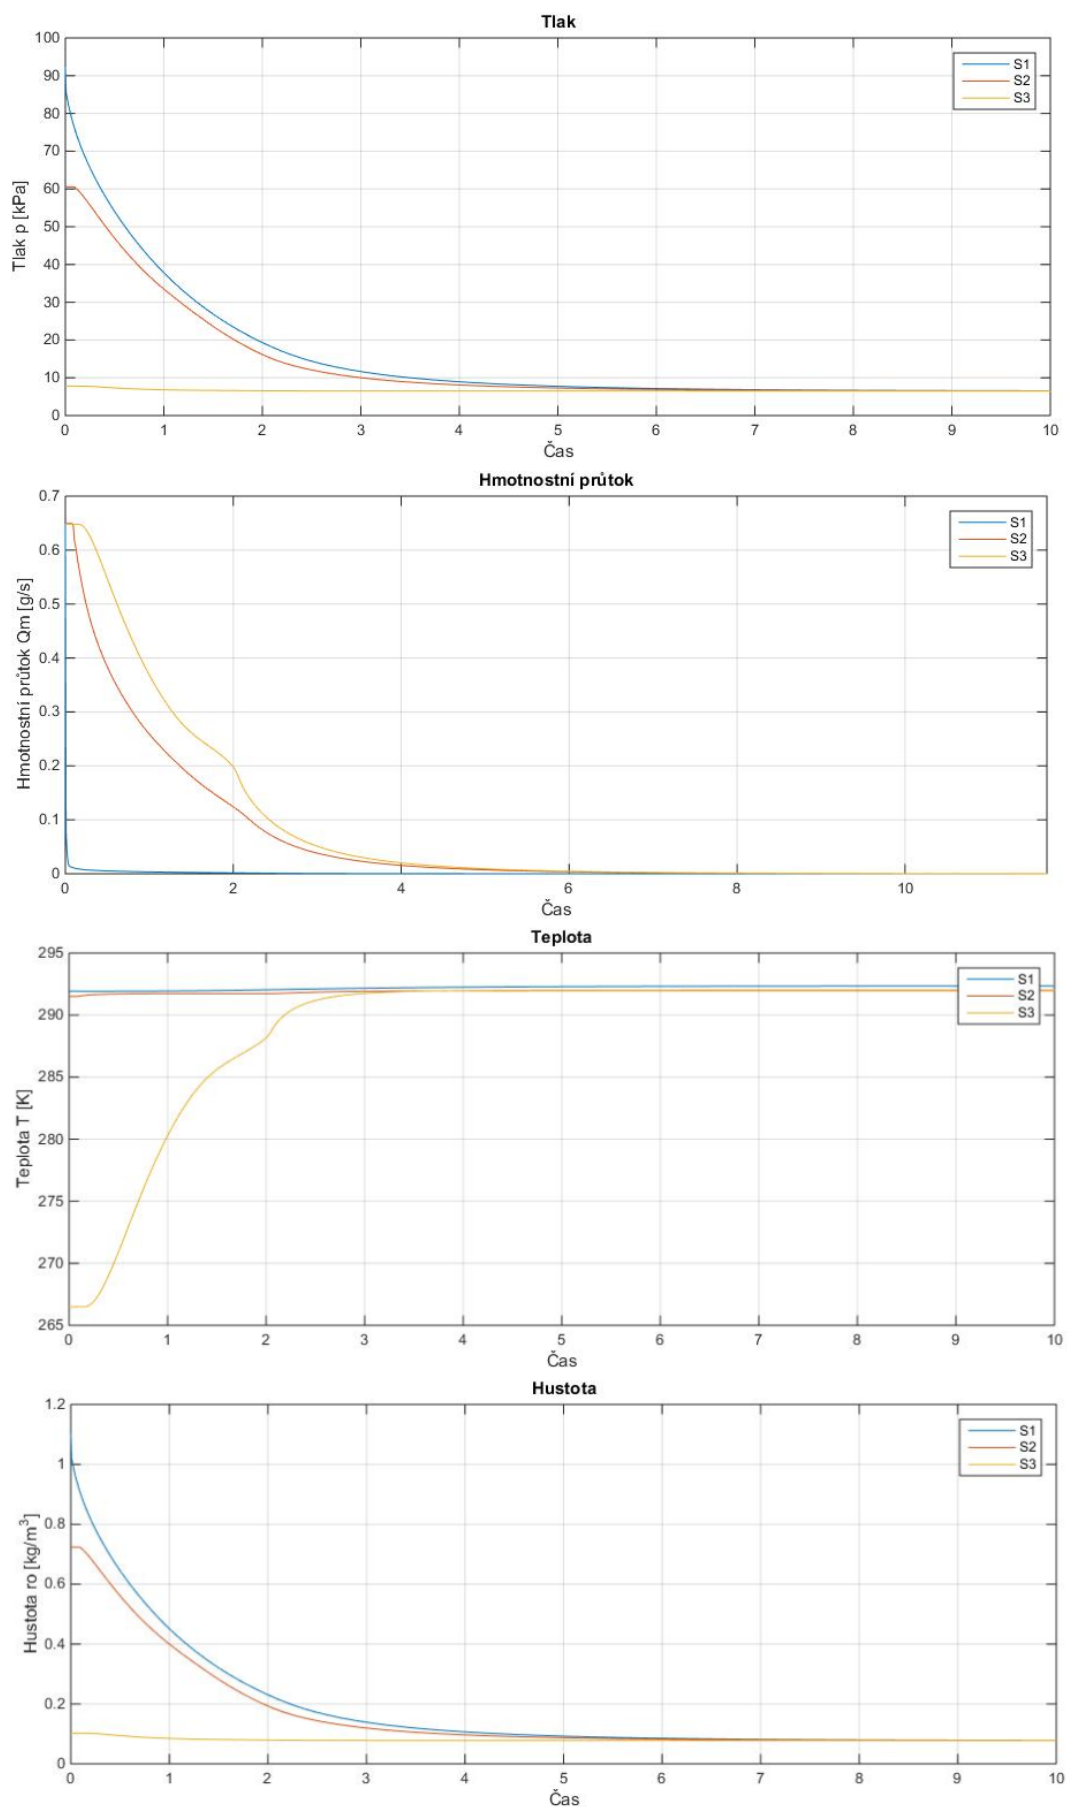 Tlak
100
90
80
70
60
50
40
30
20
10
0
Tlak p [kPa]
S1
S2
S3
0 1 2 3 4 5 6 7 8 9 10
Čas
Hmotnostní průtok
0.7
0.6
0.5
0.4
0.3
0.2
0.1
0
Hmotnostní průtok Qm [g/s]
S1
S2
S3
0 2 4 6 8 10
Čas
Teplota
295
290
285
280
275
270
265
Teplota T [K]
S1
S2
S3
0 1 2 3 4 5 6 7 8 9 10
Čas
Hustota
1.2
1
0.8
0.6
0.4
0.2
0
Hustota ro [kg/m³]
S1
S2
S3
0 1 2 3 4 5 6 7 8 9 10
Čas